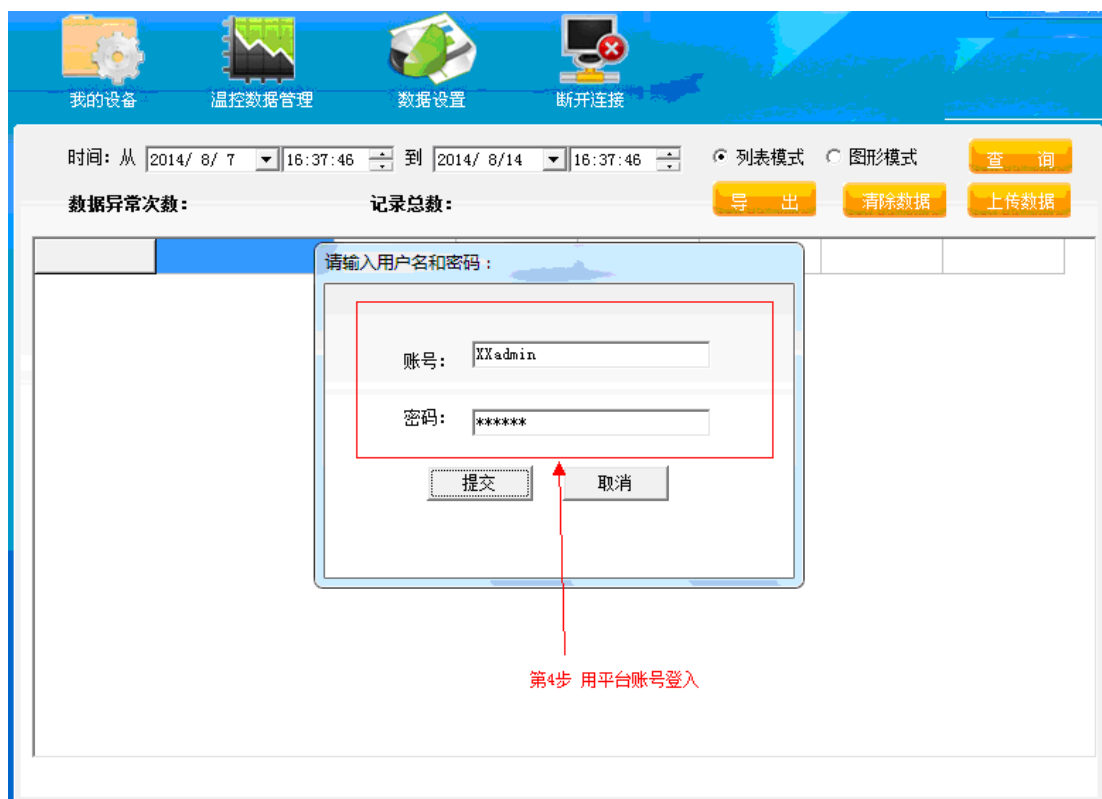 我的设备 温控数据管理 数据设置 断开连接
时间：从 2014/ 8/ 7 16:37:46 到 2014/ 8/14 16:37:46 列表模式 图形模式 查 询
数据异常次数： 记录总数： 导 出 清除数据 上传数据
请输入用户名和密码：
账号： XXadmin
密码： ******
提交 取消
第4步 用平台账号登入